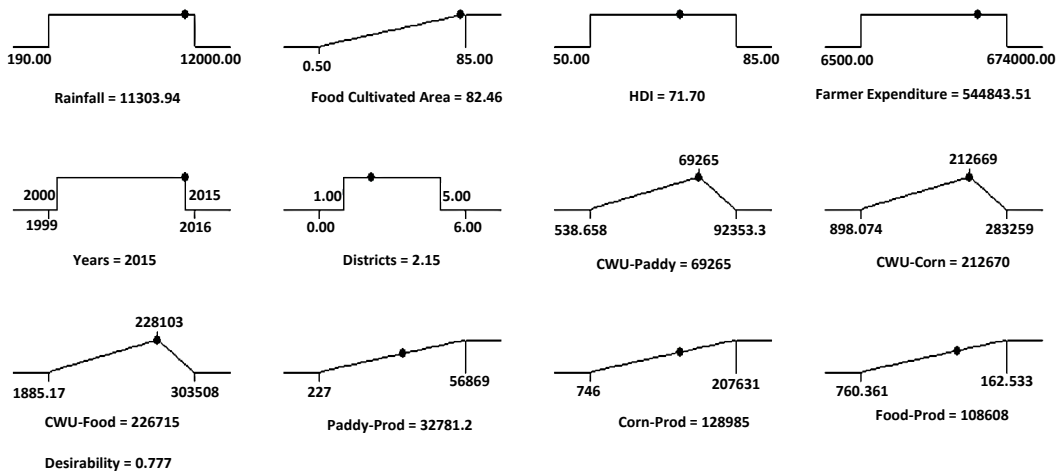 190.00 12000.00
Rainfall = 11303.94
0.50 85.00
Food Cultivated Area = 82.46
50.00 85.00
HDI = 71.70
6500.00 674000.00
Farmer Expenditure = 544843.51
2000 2015
1999 2016
Years = 2015
1.00 5.00
0.00 6.00
Districts = 2.15
69265
538.658 92353.3
CWU-Paddy = 69265
212669
898.074 283259
CWU-Corn = 212670
228103
1885.17 303508
CWU-Food = 226715
227 56869
Paddy-Prod = 32781.2
746 207631
Corn-Prod = 128985
760.361 162.533
Food-Prod = 108608
Desirability = 0.777